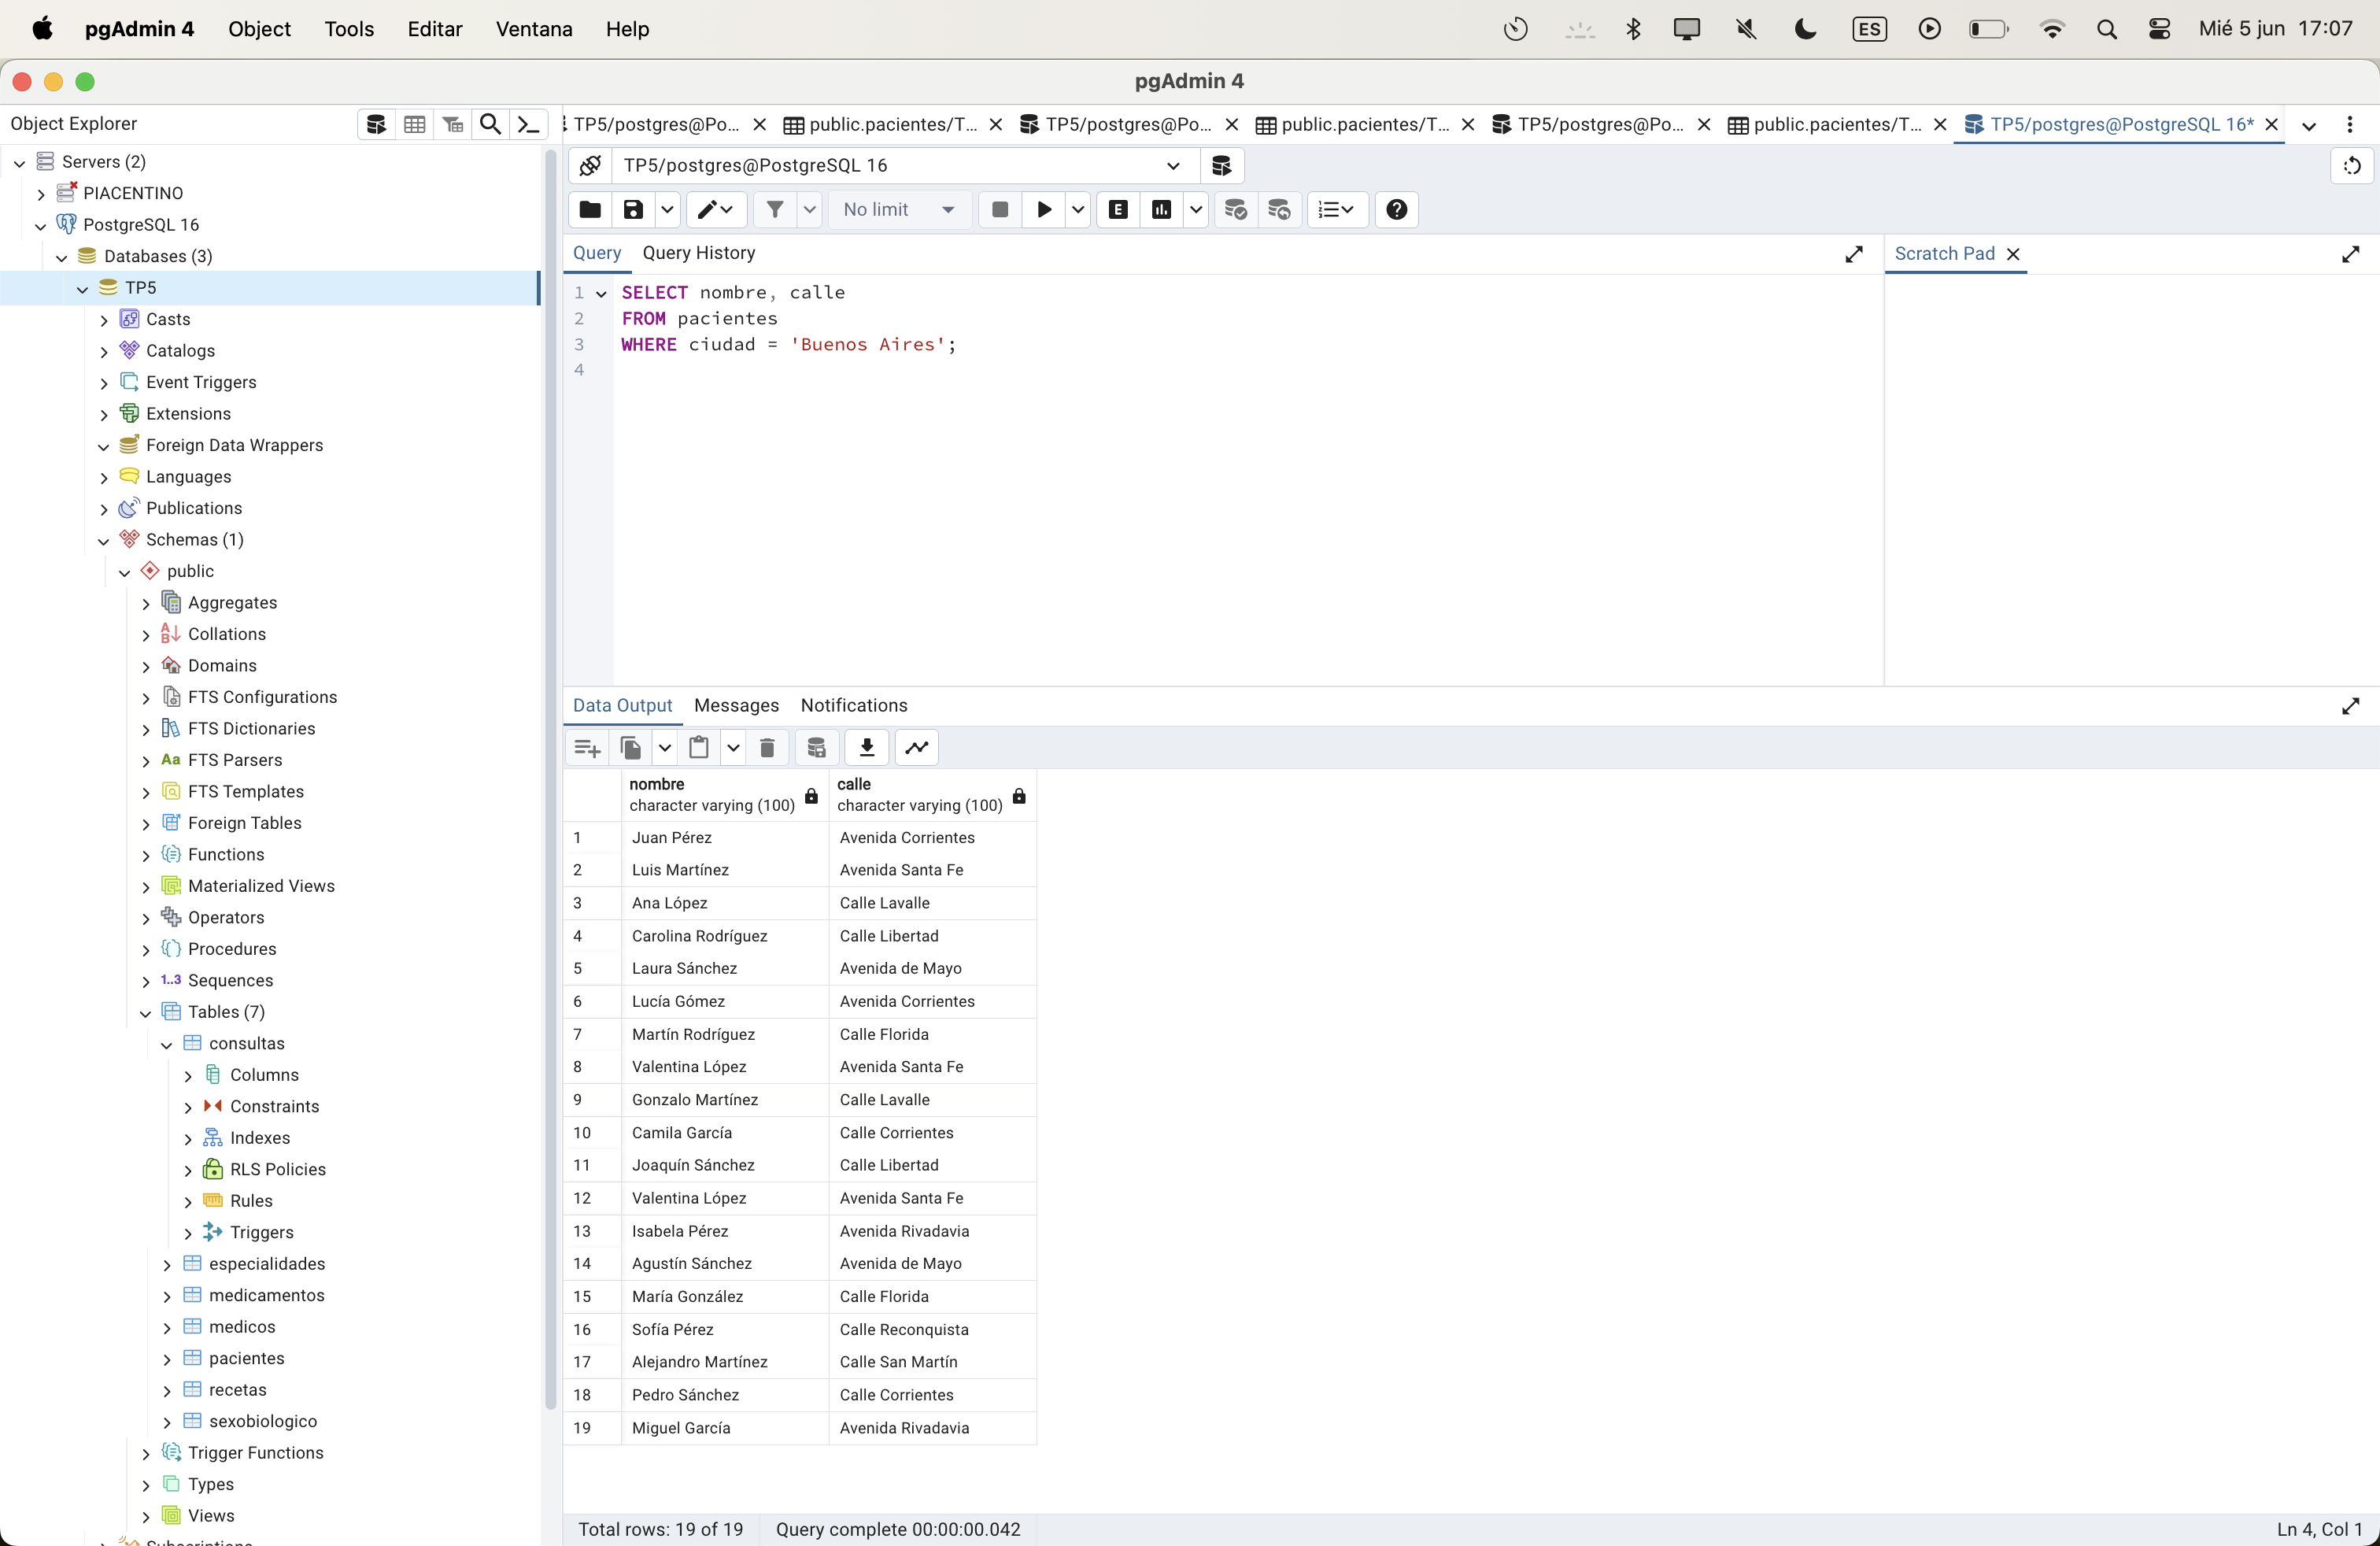 pgAdmin 4 Object Tools Editar Ventana Help ES Mié 5 jun 17:07
pgAdmin 4
Object Explorer
TP5/postgres@Po... public.pacientes/T... TP5/postgres@Po... public.pacientes/T... TP5/postgres@Po... public.pacientes/T... TP5/postgres@PostgreSQL 16*
Servers (2)
PIACENTINO
PostgreSQL 16
Databases (3)
TP5
Casts
Catalogs
Event Triggers
Extensions
Foreign Data Wrappers
Languages
Publications
Schemas (1)
public
Aggregates
Collations
Domains
FTS Configurations
FTS Dictionaries
Aa FTS Parsers
FTS Templates
Foreign Tables
Functions
Materialized Views
Operators
Procedures
1..3 Sequences
Tables (7)
consultas
Columns
Constraints
Indexes
RLS Policies
Rules
Triggers
especialidades
medicamentos
medicos
pacientes
recetas
sexobiologico
Trigger Functions
Types
Views
Subscriptions
TP5/postgres@PostgreSQL 16
No limit E
Query Query History
Scratch Pad
1 SELECT nombre, calle
2 FROM pacientes
3 WHERE ciudad = 'Buenos Aires';
4
Data Output Messages Notifications
nombre calle
character varying (100) character varying (100)
1 Juan Pérez Avenida Corrientes
2 Luis Martínez Avenida Santa Fe
3 Ana López Calle Lavalle
4 Carolina Rodríguez Calle Libertad
5 Laura Sánchez Avenida de Mayo
6 Lucía Gómez Avenida Corrientes
7 Martín Rodríguez Calle Florida
8 Valentina López Avenida Santa Fe
9 Gonzalo Martínez Calle Lavalle
10 Camila García Calle Corrientes
11 Joaquín Sánchez Calle Libertad
12 Valentina López Avenida Santa Fe
13 Isabela Pérez Avenida Rivadavia
14 Agustín Sánchez Avenida de Mayo
15 María González Calle Florida
16 Sofía Pérez Calle Reconquista
17 Alejandro Martínez Calle San Martín
18 Pedro Sánchez Calle Corrientes
19 Miguel García Avenida Rivadavia
Total rows: 19 of 19 Query complete 00:00:00.042 Ln 4, Col 1